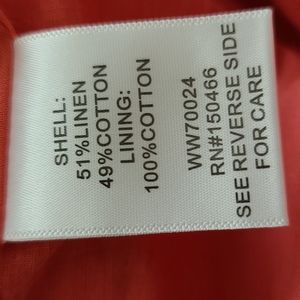 SHELL:
51%LINEN
49%COTTON
LINING:
100%COTTON
WW70024
RN#150466
SEE REVERSE SIDE
FOR CARE